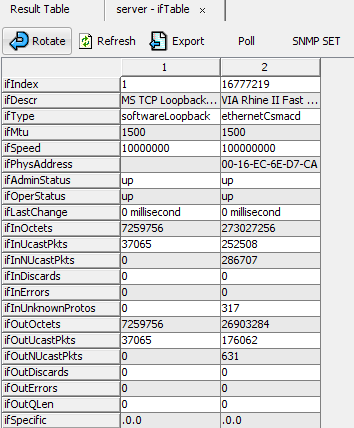 Result Table server - ifTable ×
Rotate Refresh Export Poll SNMP SET
1 2
ifIndex 1 16777219
ifDescr MS TCP Loopback... VIA Rhine II Fast ...
ifType softwareLoopback ethernetCsmacd
ifMtu 1500 1500
ifSpeed 10000000 100000000
ifPhysAddress 00-16-EC-6E-D7-CA
ifAdminStatus up up
ifOperStatus up up
ifLastChange 0 millisecond 0 millisecond
ifInOctets 7259756 273027256
ifInUcastPkts 37065 252508
ifInNUcastPkts 0 286707
ifInDiscards 0 0
ifInErrors 0 0
ifInUnknownProtos 0 317
ifOutOctets 7259756 26903284
ifOutUcastPkts 37065 176062
ifOutNUcastPkts 0 631
ifOutDiscards 0 0
ifOutErrors 0 0
ifOutQLen 0 0
ifSpecific .0.0 .0.0